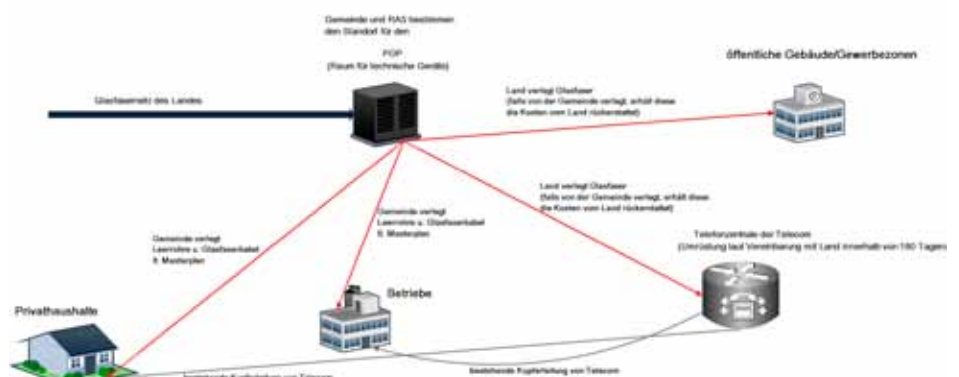 Gemeinde und RAS bestimmen
den Standort für den
POP
(Raum für technische Geräte)
öffentliche Gebäude/Gewerbezonen
Glasfasernetz des Landes
Land verlegt Glasfaser
(falls von der Gemeinde verlegt, erhält diese
die Kosten vom Land rückerstattet)
Land verlegt Glasfaser
(falls von der Gemeinde verlegt, erhält diese
die Kosten vom Land rückerstattet)
Gemeinde verlegt
Leerrohre u. Glasfaserkabel
lt. Masterplan
Gemeinde verlegt
Leerrohre u. Glasfaserkabel
lt. Masterplan
Telefonzentrale der Telecom
(Umrüstung laut Vereinbarung mit Land innerhalb von 180 Tagen)
Betriebe
Privathaushalte
bestehende Kupferleitung von Telecom
bestehende Kupferleitung von Telecom